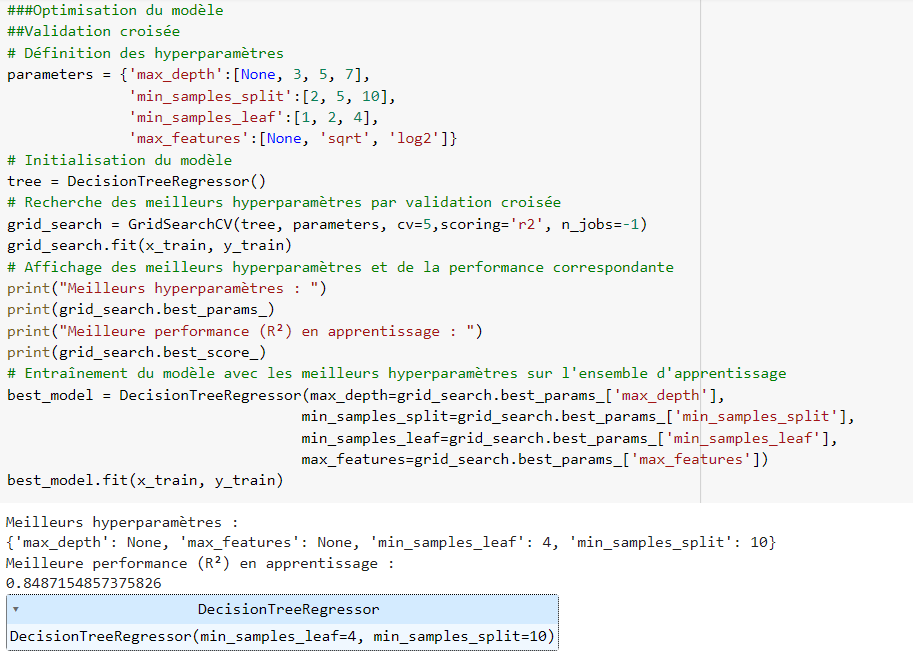 ###Optimisation du modèle
##Validation croisée
# Définition des hyperparamètres
parameters = {'max_depth':[None, 3, 5, 7],
              'min_samples_split':[2, 5, 10],
              'min_samples_leaf':[1, 2, 4],
              'max_features':[None, 'sqrt', 'log2']}
# Initialisation du modèle
tree = DecisionTreeRegressor()
# Recherche des meilleurs hyperparamètres par validation croisée
grid_search = GridSearchCV(tree, parameters, cv=5,scoring='r2', n_jobs=-1)
grid_search.fit(x_train, y_train)
# Affichage des meilleurs hyperparamètres et de la performance correspondante
print("Meilleurs hyperparamètres : ")
print(grid_search.best_params_)
print("Meilleure performance (R²) en apprentissage : ")
print(grid_search.best_score_)
# Entraînement du modèle avec les meilleurs hyperparamètres sur l'ensemble d'apprentissage
best_model = DecisionTreeRegressor(max_depth=grid_search.best_params_['max_depth'],
                                   min_samples_split=grid_search.best_params_['min_samples_split'],
                                   min_samples_leaf=grid_search.best_params_['min_samples_leaf'],
                                   max_features=grid_search.best_params_['max_features'])
best_model.fit(x_train, y_train)
Meilleurs hyperparamètres :
{'max_depth': None, 'max_features': None, 'min_samples_leaf': 4, 'min_samples_split': 10}
Meilleure performance (R²) en apprentissage :
0.8487154857375826
DecisionTreeRegressor
DecisionTreeRegressor(min_samples_leaf=4, min_samples_split=10)